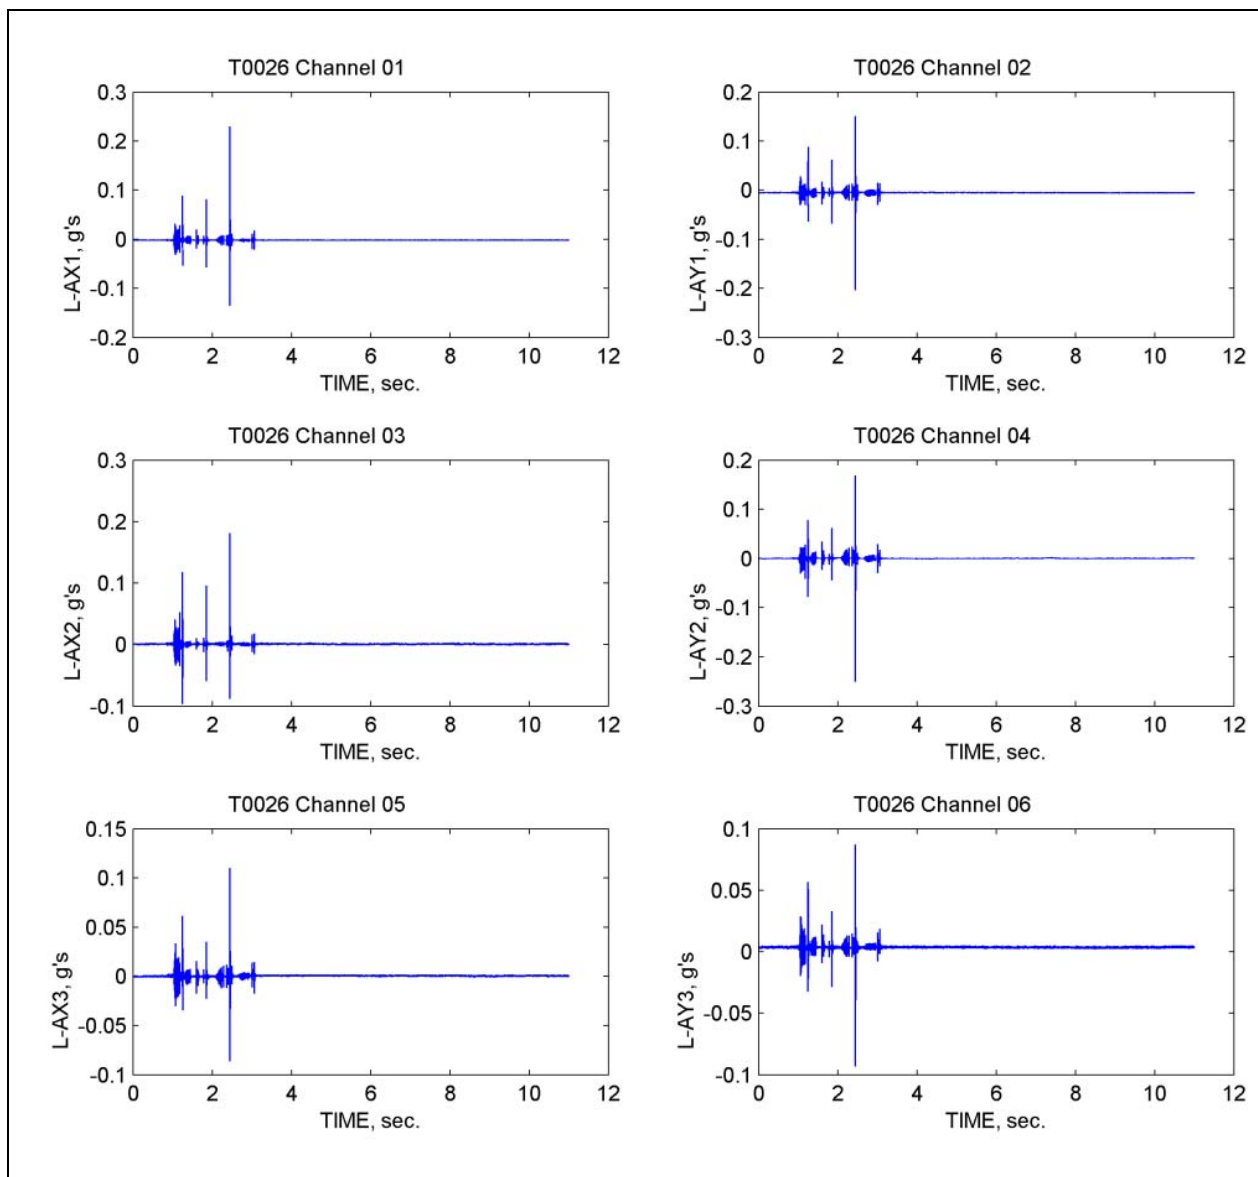 T0026 Channel 01
0.3
0.2
0.1
0
-0.1
-0.2
L-AX1, g's
0 2 4 6 8 10 12
TIME, sec.
T0026 Channel 02
0.2
0.1
0
-0.1
-0.2
-0.3
L-AY1, g's
0 2 4 6 8 10 12
TIME, sec.
T0026 Channel 03
0.3
0.2
0.1
0
-0.1
L-AX2, g's
0 2 4 6 8 10 12
TIME, sec.
T0026 Channel 04
0.2
0.1
0
-0.1
-0.2
-0.3
L-AY2, g's
0 2 4 6 8 10 12
TIME, sec.
T0026 Channel 05
0.15
0.1
0.05
0
-0.05
-0.1
L-AX3, g's
0 2 4 6 8 10 12
TIME, sec.
T0026 Channel 06
0.1
0.05
0
-0.05
-0.1
L-AY3, g's
0 2 4 6 8 10 12
TIME, sec.